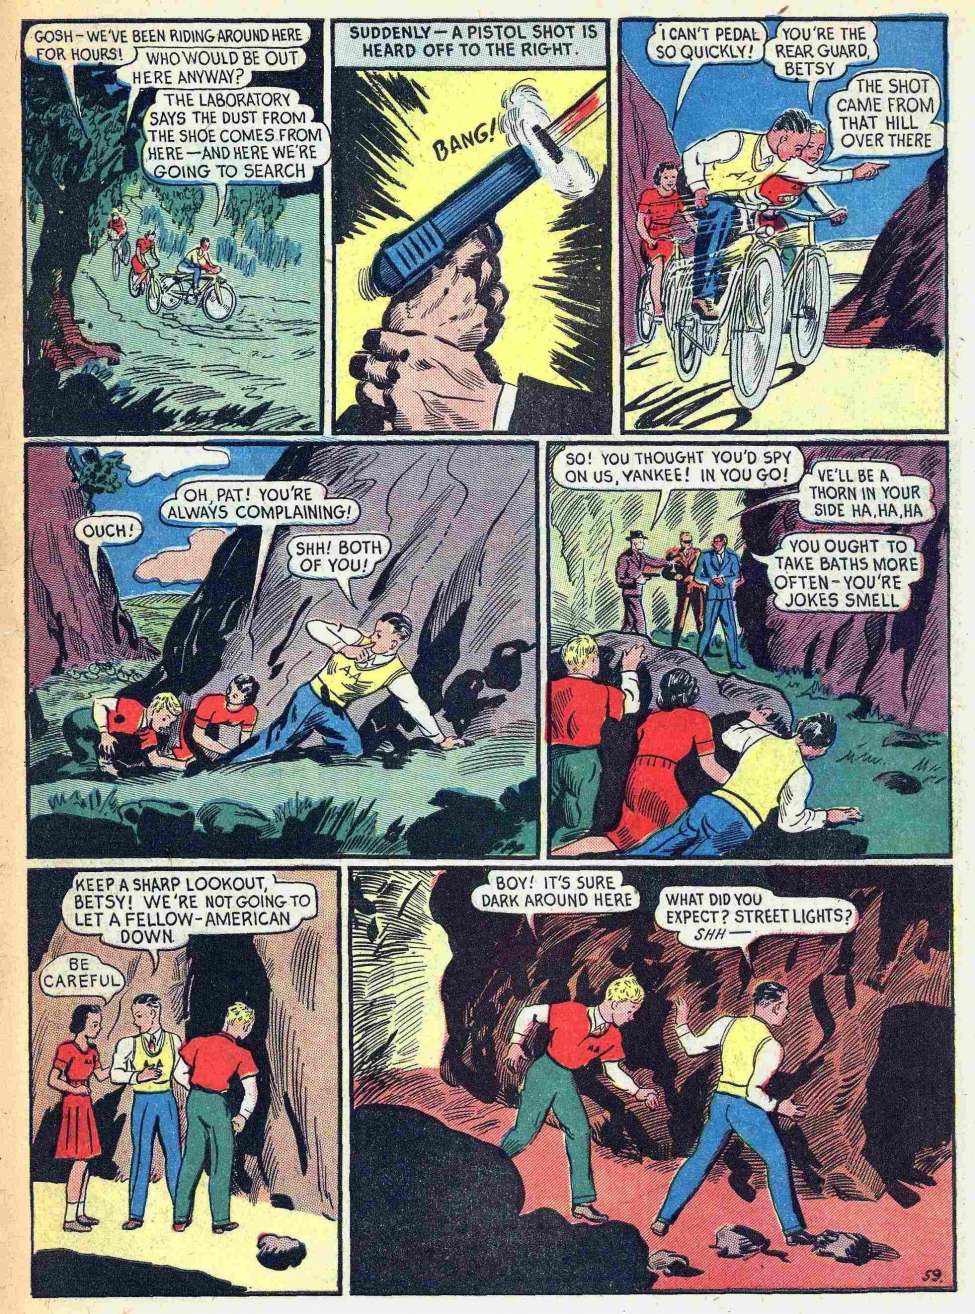 GOSH-WE'VE BEEN RIDING AROUND HERE
FOR HOURS!
WHO WOULD BE OUT
HERE ANYWAY?
THE LABORATORY
SAYS THE DUST FROM
THE SHOE COMES FROM
HERE-AND HERE WE'RE
GOING TO SEARCH
SUDDENLY-A PISTOL SHOT IS
HEARD OFF TO THE RIGHT.
BANG!
I CAN'T PEDAL
SO QUICKLY!
YOU'RE THE
REAR GUARD,
BETSY
THE SHOT
CAME FROM
THAT HILL
OVER THERE
OUCH!
OH, PAT! YOU'RE
ALWAYS COMPLAINING!
SHH! BOTH
OF YOU!
SO! YOU THOUGHT YOU'D SPY
ON US, YANKEE! IN YOU GO!
VE'LL BE A
THORN IN YOUR
SIDE HA, HA, HA
YOU OUGHT TO
TAKE BATHS MORE
OFTEN-YOU'RE
JOKES SMELL
KEEP A SHARP LOOKOUT,
BETSY! WE'RE NOT GOING TO
LET A FELLOW-AMERICAN
DOWN
BE
CAREFUL
BOY! IT'S SURE
DARK AROUND HERE
WHAT DID YOU
EXPECT? STREET LIGHTS?
SHH-
59.